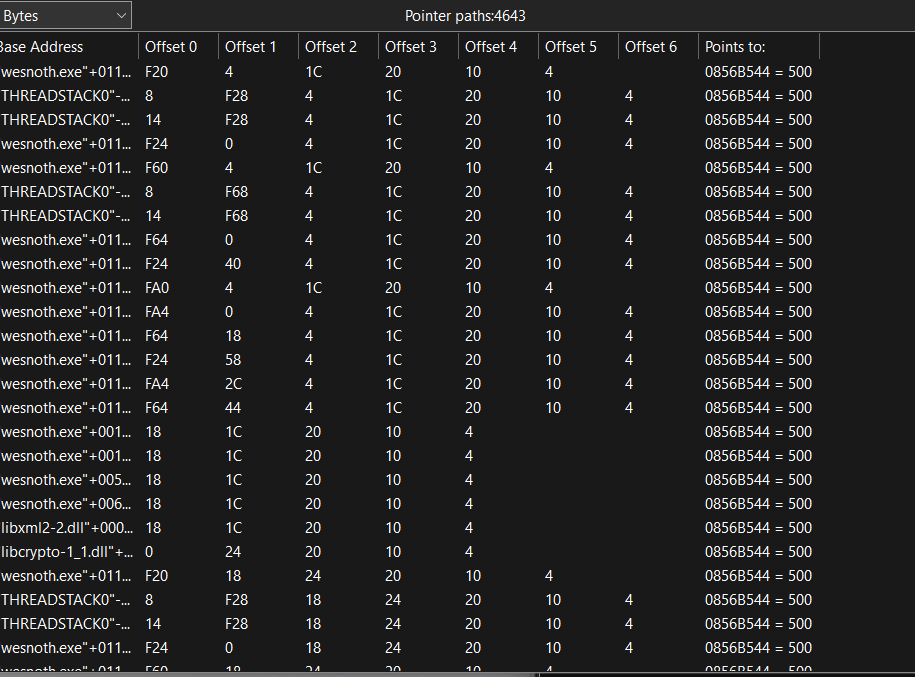 Bytes Pointer paths:4643
Base Address Offset 0 Offset 1 Offset 2 Offset 3 Offset 4 Offset 5 Offset 6 Points to:
wesnoth.exe"+011... F20 4 1C 20 10 4 0856B544 = 500
THREADSTACK0"-... 8 F28 4 1C 20 10 4 0856B544 = 500
THREADSTACK0"-... 14 F28 4 1C 20 10 4 0856B544 = 500
wesnoth.exe"+011... F24 0 4 1C 20 10 4 0856B544 = 500
wesnoth.exe"+011... F60 4 1C 20 10 4 0856B544 = 500
THREADSTACK0"-... 8 F68 4 1C 20 10 4 0856B544 = 500
THREADSTACK0"-... 14 F68 4 1C 20 10 4 0856B544 = 500
wesnoth.exe"+011... F64 0 4 1C 20 10 4 0856B544 = 500
wesnoth.exe"+011... F24 40 4 1C 20 10 4 0856B544 = 500
wesnoth.exe"+011... FA0 4 1C 20 10 4 0856B544 = 500
wesnoth.exe"+011... FA4 0 4 1C 20 10 4 0856B544 = 500
wesnoth.exe"+011... F64 18 4 1C 20 10 4 0856B544 = 500
wesnoth.exe"+011... F24 58 4 1C 20 10 4 0856B544 = 500
wesnoth.exe"+011... FA4 2C 4 1C 20 10 4 0856B544 = 500
wesnoth.exe"+011... F64 44 4 1C 20 10 4 0856B544 = 500
wesnoth.exe"+001... 18 1C 20 10 4 0856B544 = 500
wesnoth.exe"+001... 18 1C 20 10 4 0856B544 = 500
wesnoth.exe"+005... 18 1C 20 10 4 0856B544 = 500
wesnoth.exe"+006... 18 1C 20 10 4 0856B544 = 500
libxml2-2.dll"+000... 18 1C 20 10 4 0856B544 = 500
libcrypto-1_1.dll"+... 0 24 20 10 4 0856B544 = 500
wesnoth.exe"+011... F20 18 24 20 10 4 0856B544 = 500
THREADSTACK0"-... 8 F28 18 24 20 10 4 0856B544 = 500
THREADSTACK0"-... 14 F28 18 24 20 10 4 0856B544 = 500
wesnoth.exe"+011... F24 0 18 24 20 10 4 0856B544 = 500
wesnoth.exe"+011... F60 18 24 20 10 4 0856B544 = 500